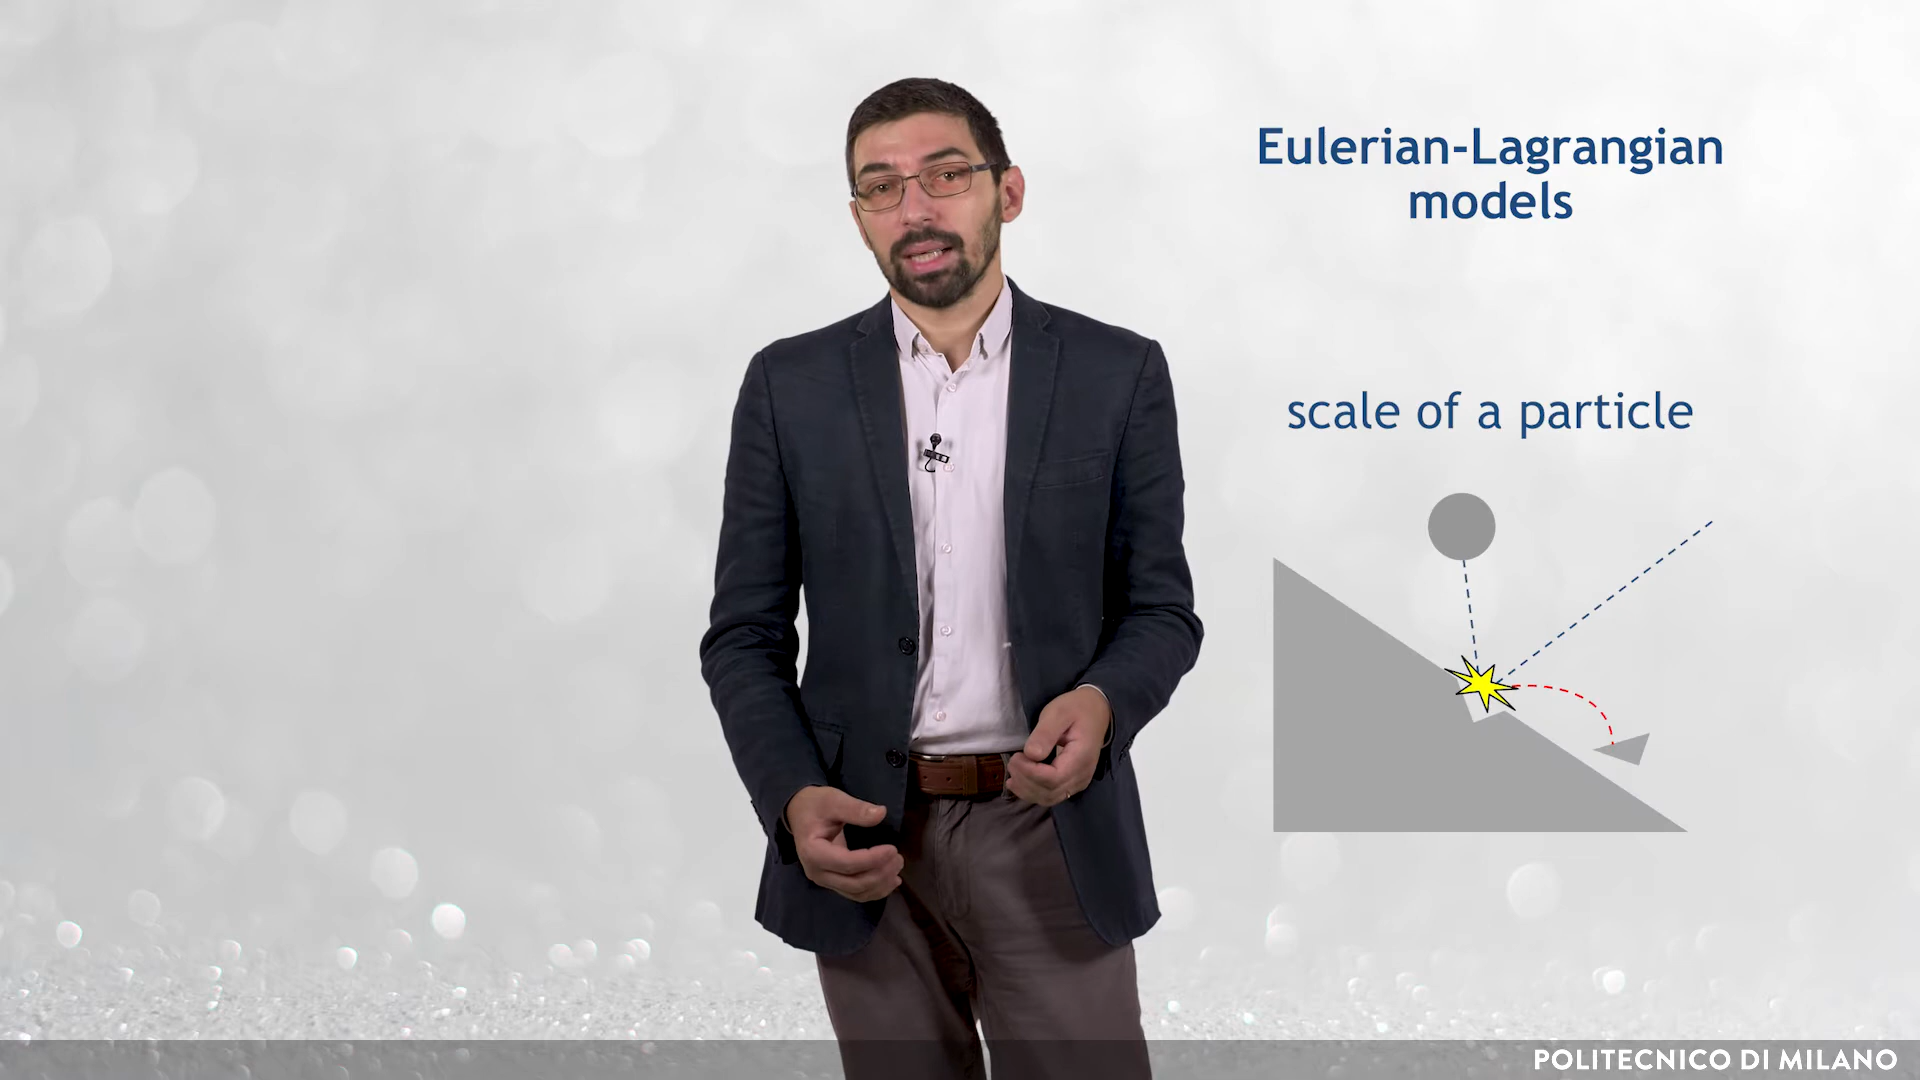 Eulerian-Lagrangian
models
scale of a particle
POLITECNICO DI MILANO